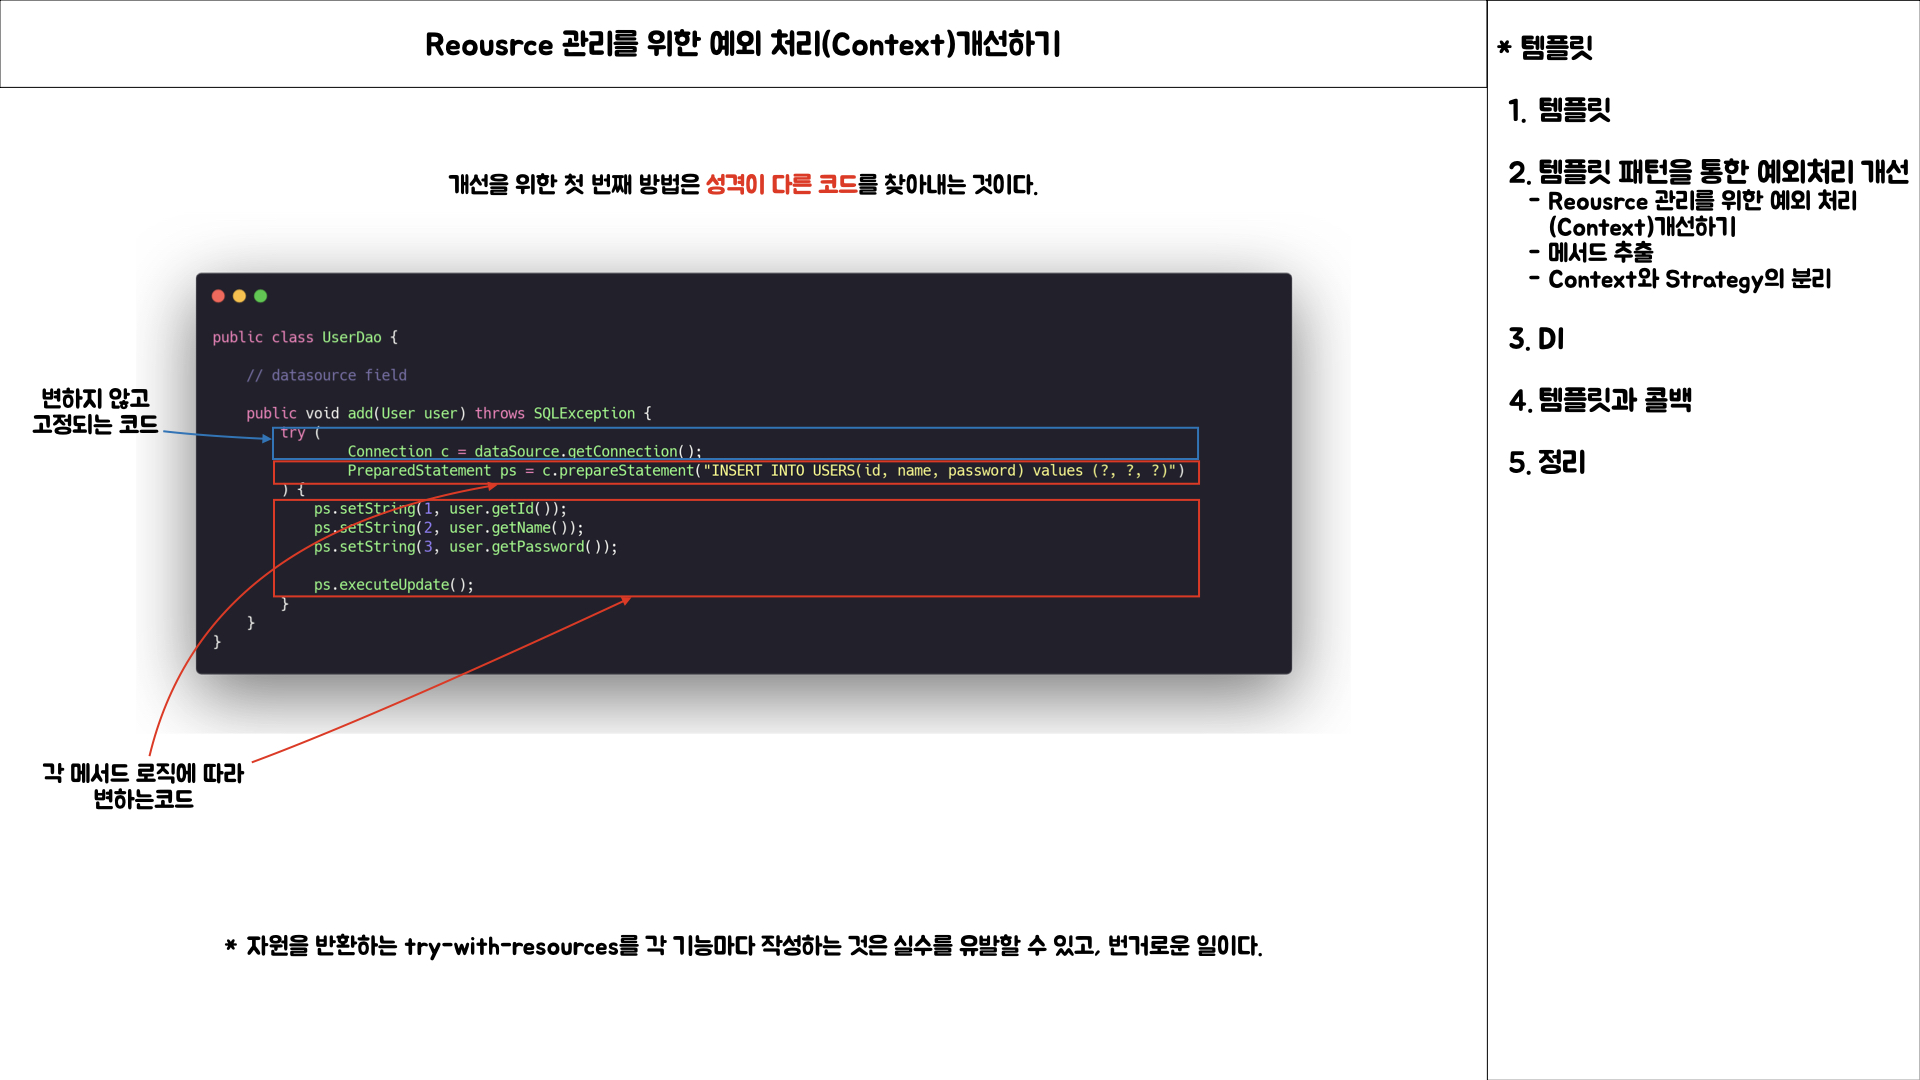 Reousrce 관리를 위한 예외 처리(Context)개선하기
개선을 위한 첫 번째 방법은 성격이 다른 코드를 찾아내는 것이다.
변하지 않고
고정되는 코드
public class UserDao {
// datasource field
public void add(User user) throws SQLException {
try (
Connection c = dataSource.getConnection();
PreparedStatement ps = c.prepareStatement("INSERT INTO USERS(id, name, password) values (?, ?, ?)")
) {
ps.setString(1, user.getId());
ps.setString(2, user.getName());
ps.setString(3, user.getPassword());
ps.executeUpdate();
}
}
}
각 메서드 로직에 따라
변하는코드
* 자원을 반환하는 try-with-resources를 각 기능마다 작성하는 것은 실수를 유발할 수 있고, 번거로운 일이다.
* 템플릿
1. 템플릿
2. 템플릿 패턴을 통한 예외처리 개선
- Reousrce 관리를 위한 예외 처리
(Context)개선하기
- 메서드 추출
- Context와 Strategy의 분리
3. DI
4. 템플릿과 콜백
5. 정리